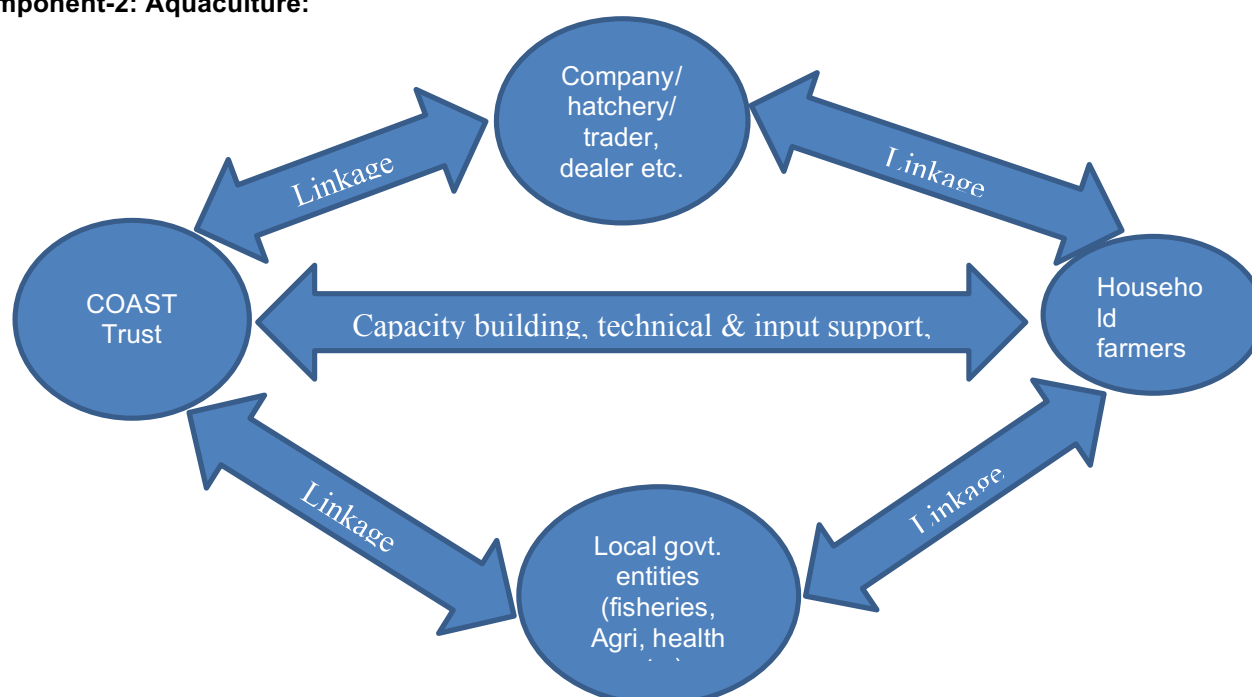 mponent-2: Aquaculture:
Company/
hatchery/
trader,
dealer etc.
Linkage
Linkage
COAST
Trust
Capacity building, technical & input support,
Househo
ld
farmers
Linkage
Linkage
Local govt.
entities
(fisheries,
Agri, health